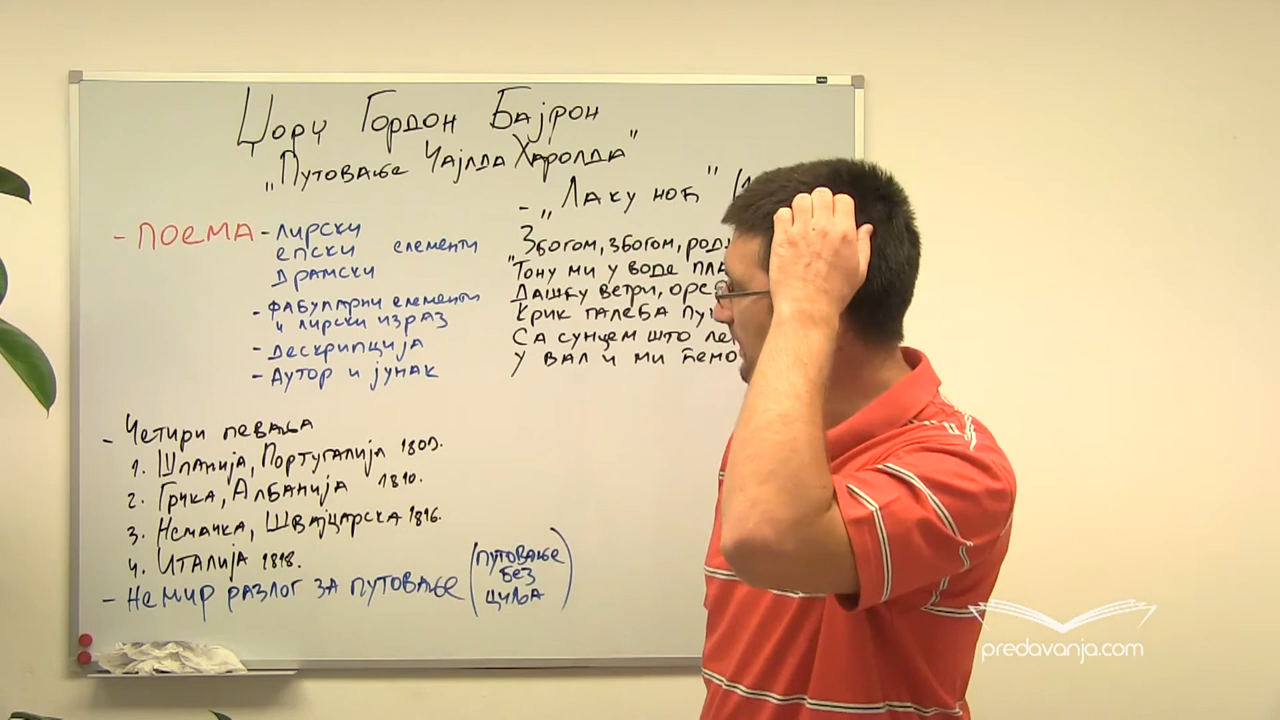 Џорџ Гордон Бајрон
„Путовање Чајлда Харолда"
- „Лаку ноћ"
- ПОЕМА - лирски
епски елементи
драмски
- фабуларни елементи
и лирски израз
- Дескрипција
- Аутор и јунак
„Збогом, збогом,
Тону ми у воде
Дашћу ветри,
Крик галеба
Са сунцем што
У вал и ми ћемо
- Четири певања
1. Шпанија, Португалија 1809.
2. Грчка, Албанија 1810.
3. Немачка, Швајцарска 1816.
4. Италија 1818.
- Немир разлог за путовање (путовање
без
циља)
predavanja.com